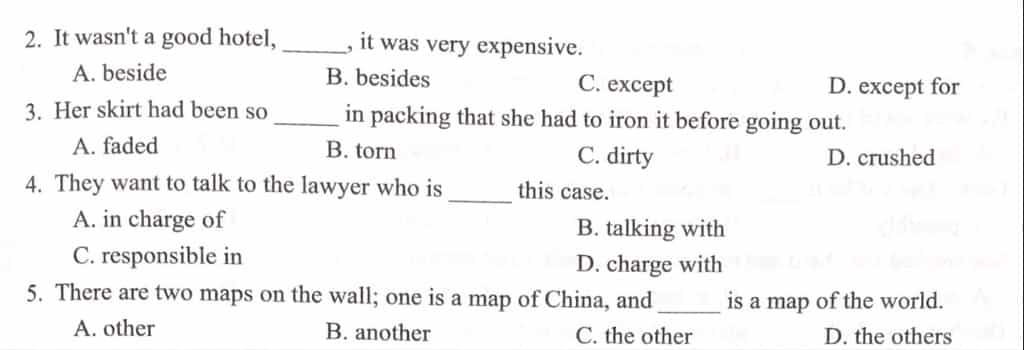 2. It wasn't a good hotel, ______, it was very expensive.
A. beside B. besides C. except D. except for
3. Her skirt had been so ______ in packing that she had to iron it before going out.
A. faded B. torn C. dirty D. crushed
4. They want to talk to the lawyer who is ______ this case.
A. in charge of B. talking with
C. responsible in D. charge with
5. There are two maps on the wall; one is a map of China, and ______ is a map of the world.
A. other B. another C. the other D. the others